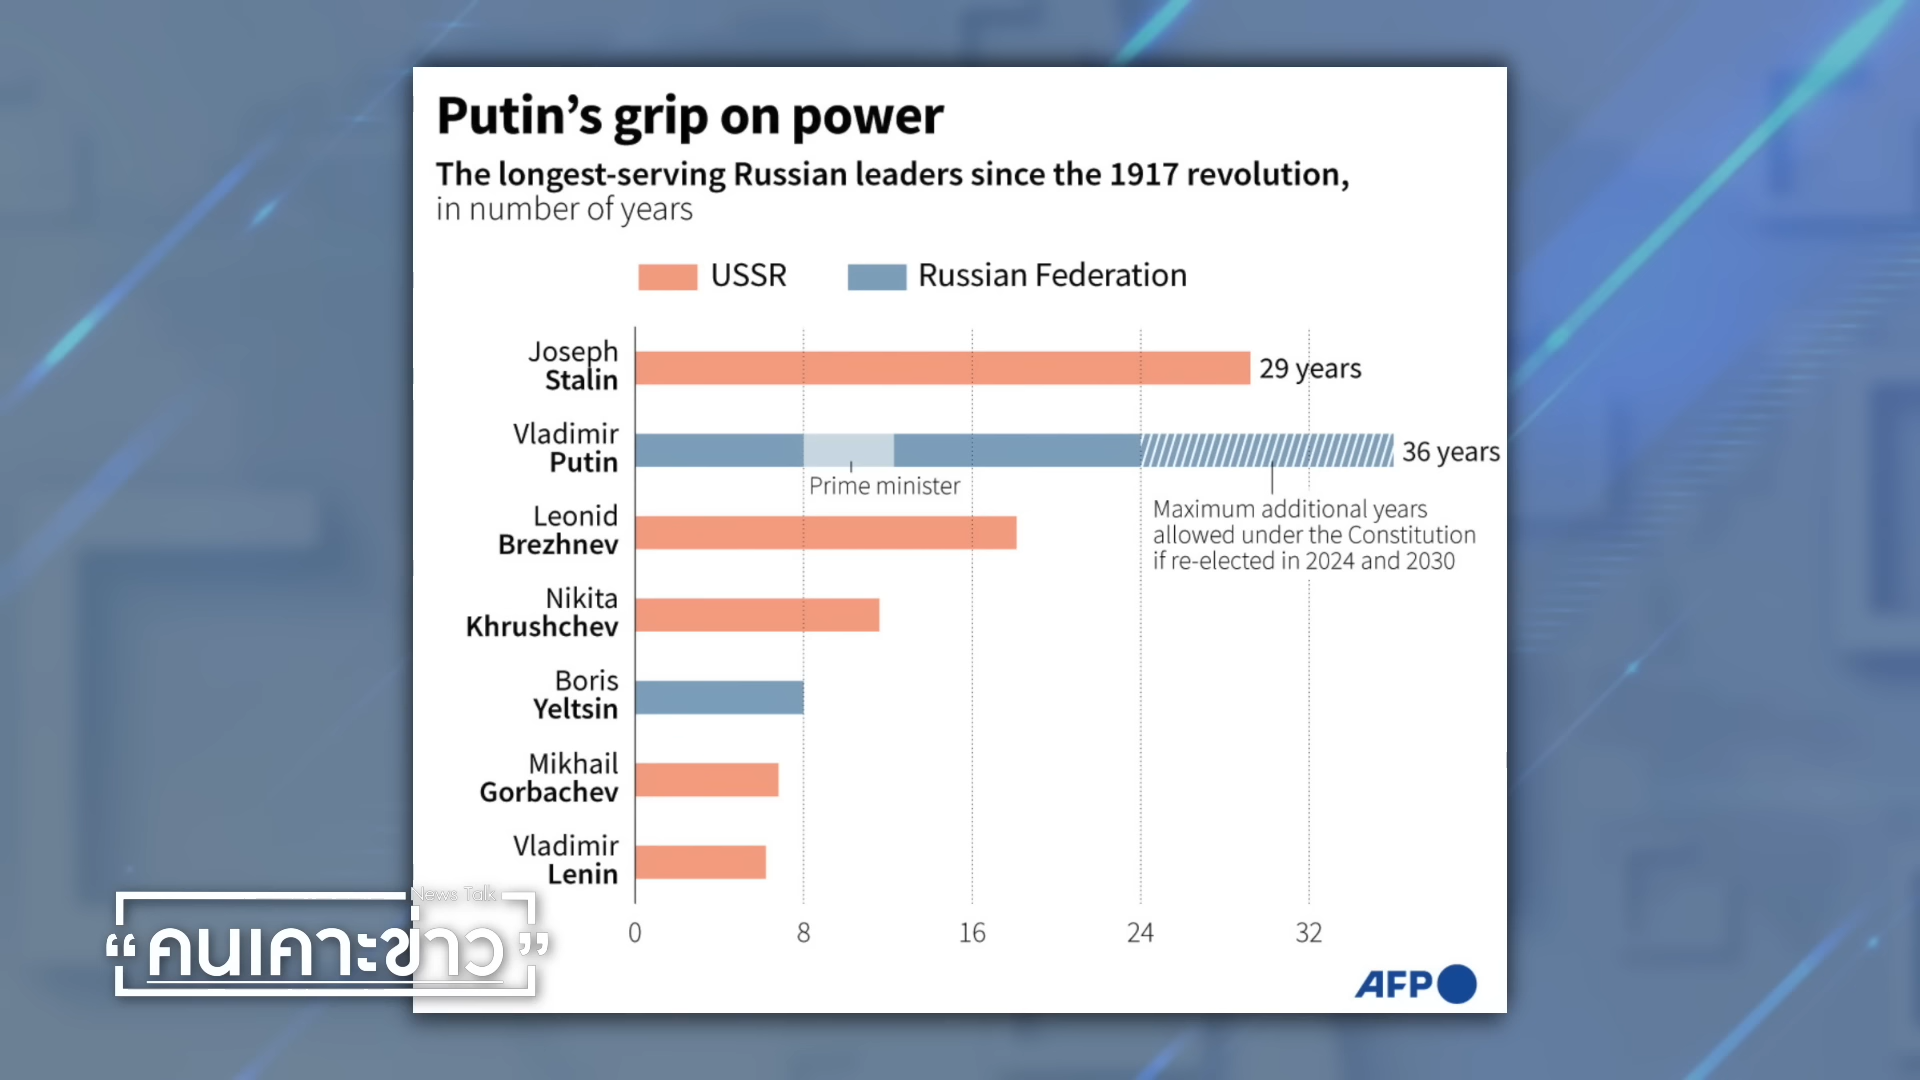 Putin’s grip on power
The longest-serving Russian leaders since the 1917 revolution,
in number of years
USSR
Russian Federation
Joseph
Stalin
29 years
Vladimir
Putin
36 years
Prime minister
Maximum additional years
allowed under the Constitution
if re-elected in 2024 and 2030
Leonid
Brezhnev
Nikita
Khrushchev
Boris
Yeltsin
Mikhail
Gorbachev
Vladimir
Lenin
0 8 16 24 32
AFP
News Talk
“คนเคาะข่าว”